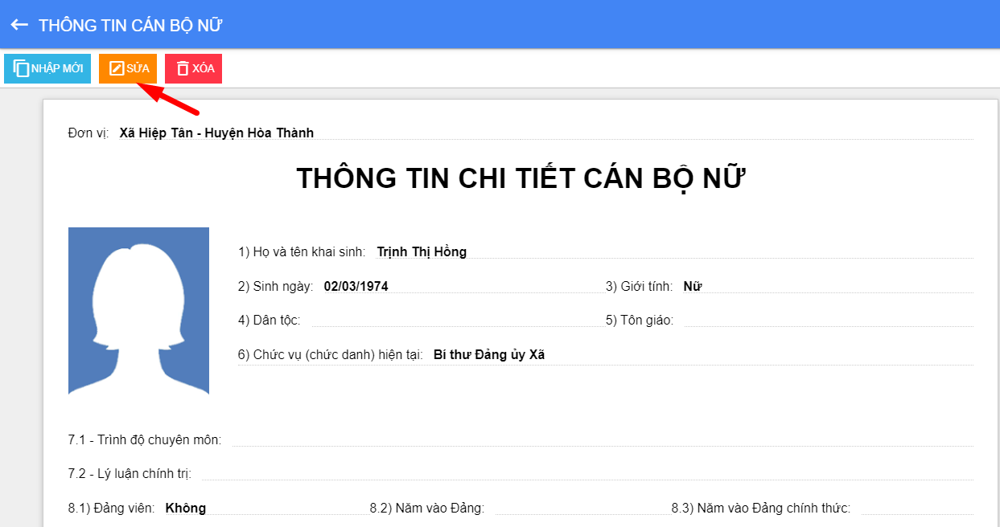 THÔNG TIN CÁN BỘ NỮ
NHẬP MỚI SỬA XÓA
Đơn vị: Xã Hiệp Tân - Huyện Hòa Thành
THÔNG TIN CHI TIẾT CÁN BỘ NỮ
1) Họ và tên khai sinh: Trịnh Thị Hồng
2) Sinh ngày: 02/03/1974 3) Giới tính: Nữ
4) Dân tộc: 5) Tôn giáo:
6) Chức vụ (chức danh) hiện tại: Bí thư Đảng ủy Xã
7.1 - Trình độ chuyên môn:
7.2 - Lý luận chính trị:
8.1) Đảng viên: Không 8.2) Năm vào Đảng: 8.3) Năm vào Đảng chính thức: